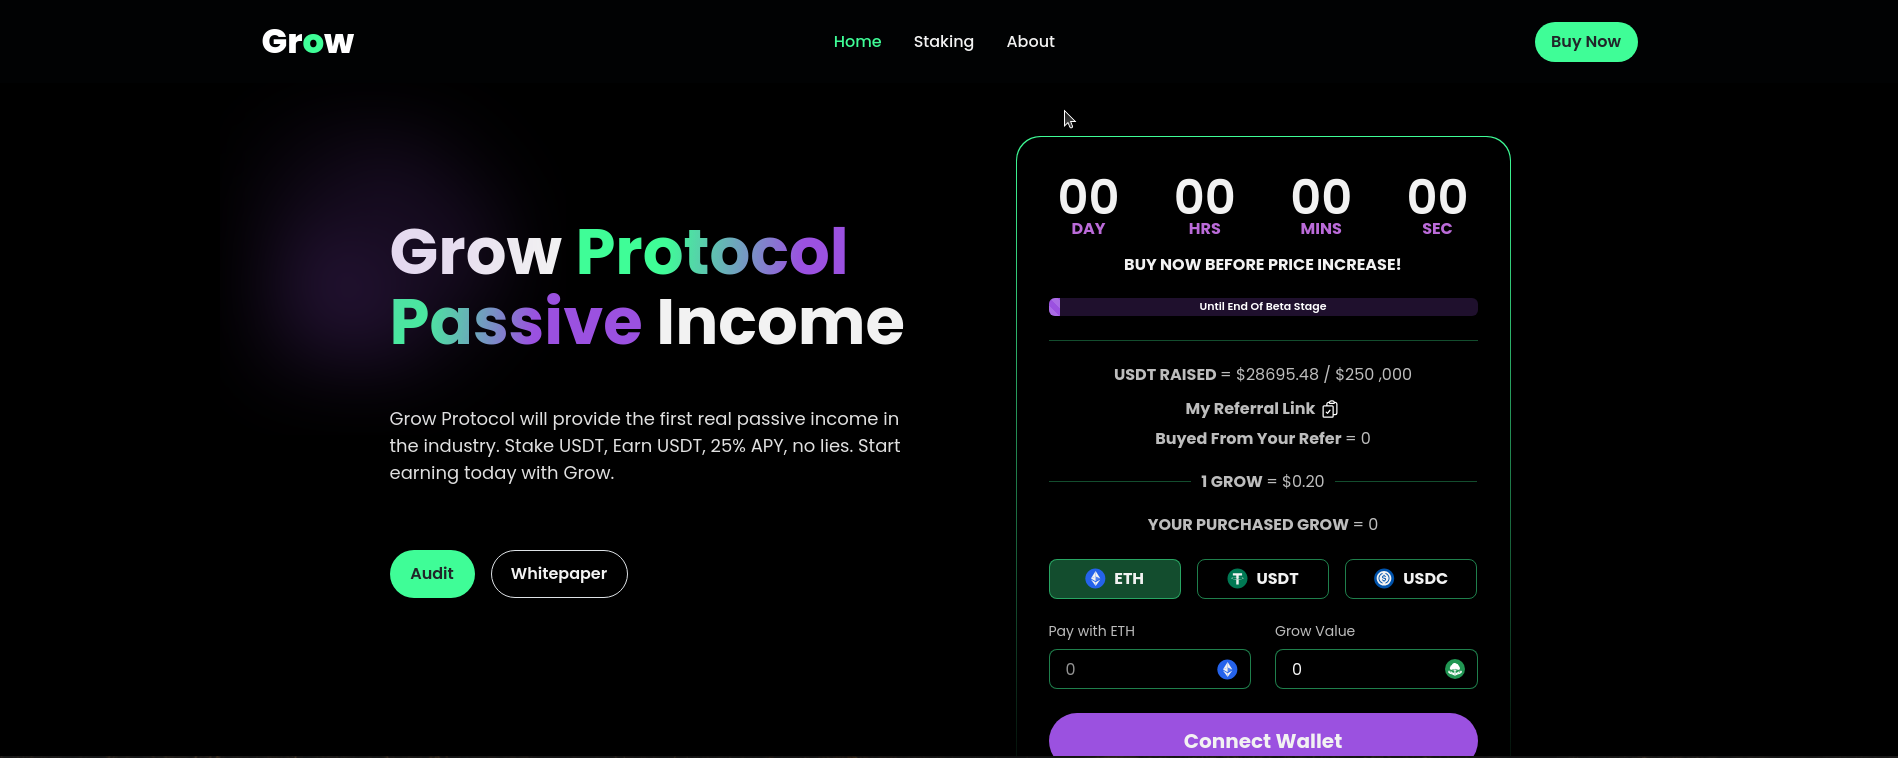 Grow
Home Staking About
Buy Now
Grow Protocol
Passive Income
Grow Protocol will provide the first real passive income in
the industry. Stake USDT, Earn USDT, 25% APY, no lies. Start
earning today with Grow.
Audit
Whitepaper
00 00 00 00
DAY HRS MINS SEC
BUY NOW BEFORE PRICE INCREASE!
Until End Of Beta Stage
USDT RAISED = $28695.48 / $250 ,000
My Referral Link
Buyed From Your Refer = 0
1 GROW = $0.20
YOUR PURCHASED GROW = 0
ETH USDT USDC
Pay with ETH Grow Value
0 0
Connect Wallet